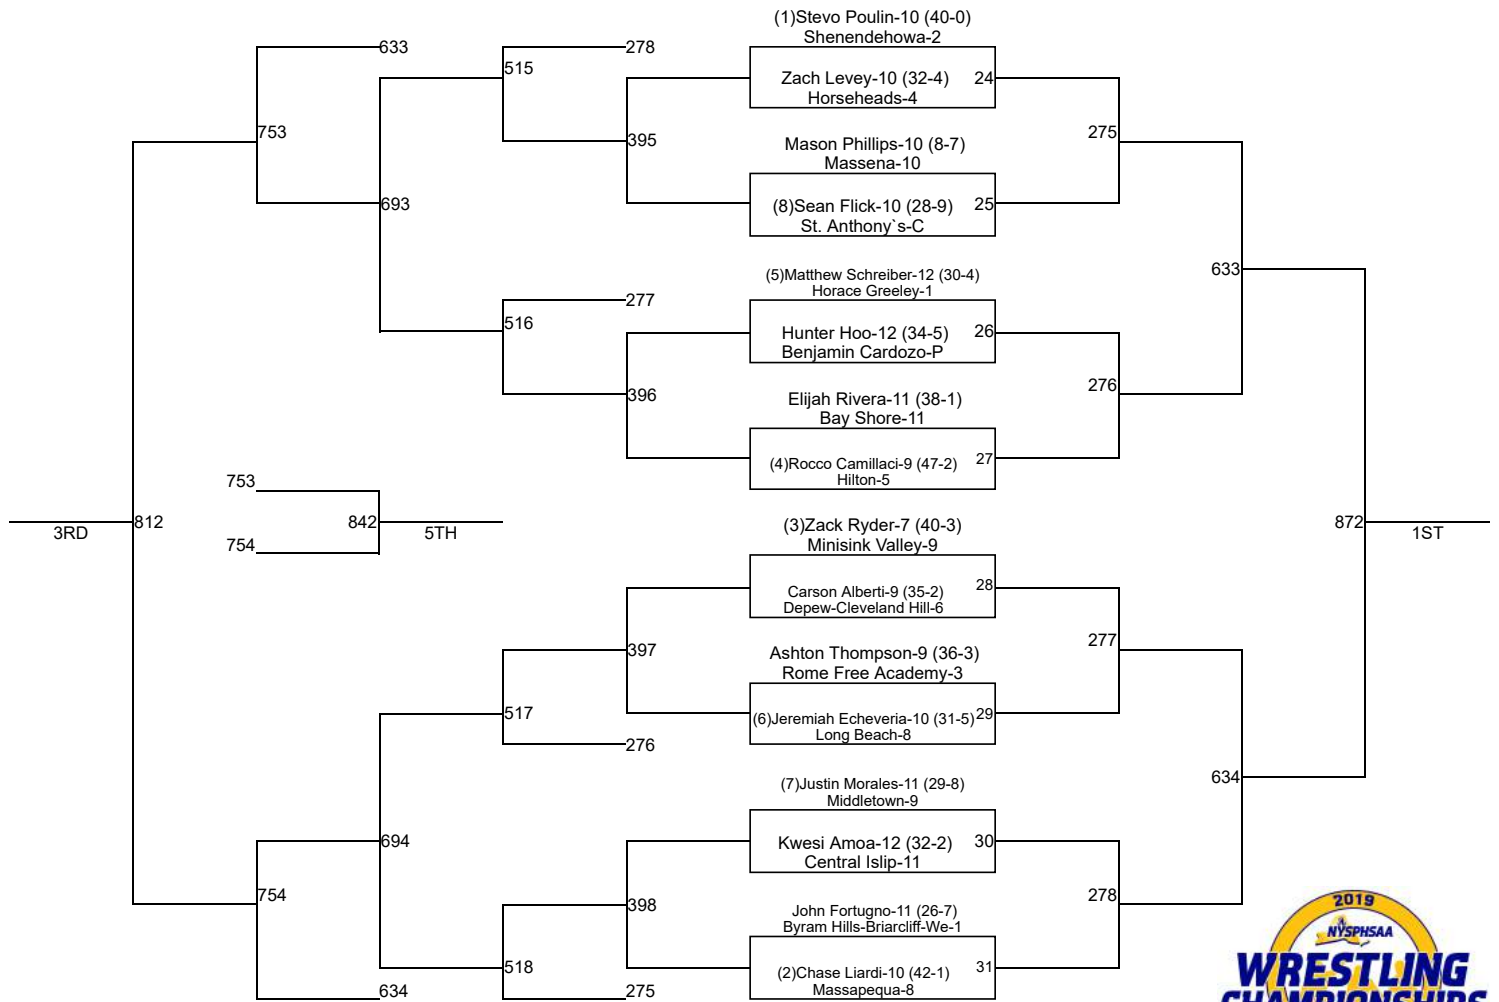 (1)Stevo Poulin-10 (40-0)
Shenendehowa-2
633
278
515
Zach Levey-10 (32-4)
24
Horseheads-4
753
395
275
Mason Phillips-10 (8-7)
Massena-10
693
(8)Sean Flick-10 (28-9)
25
St. Anthony`s-C
633
(5)Matthew Schreiber-12 (30-4)
Horace Greeley-1
277
516
Hunter Hoo-12 (34-5)
26
Benjamin Cardozo-P
276
396
Elijah Rivera-11 (38-1)
Bay Shore-11
(4)Rocco Camillaci-9 (47-2)
27
Hilton-5
753
812
842
872
3RD
5TH
1ST
754
(3)Zack Ryder-7 (40-3)
Minisink Valley-9
Carson Alberti-9 (35-2)
28
Depew-Cleveland Hill-6
397
277
Ashton Thompson-9 (36-3)
Rome Free Academy-3
517
(6)Jeremiah Echeveria-10 (31-5)
29
Long Beach-8
276
634
(7)Justin Morales-11 (29-8)
Middletown-9
694
Kwesi Amoa-12 (32-2)
30
Central Islip-11
754
398
278
John Fortugno-11 (26-7)
Byram Hills-Briarcliff-We-1
518
(2)Chase Liardi-10 (42-1)
31
Massapequa-8
634
275
2019
NYSPHSAA
WRESTLING
CHAMPIONSHIPS